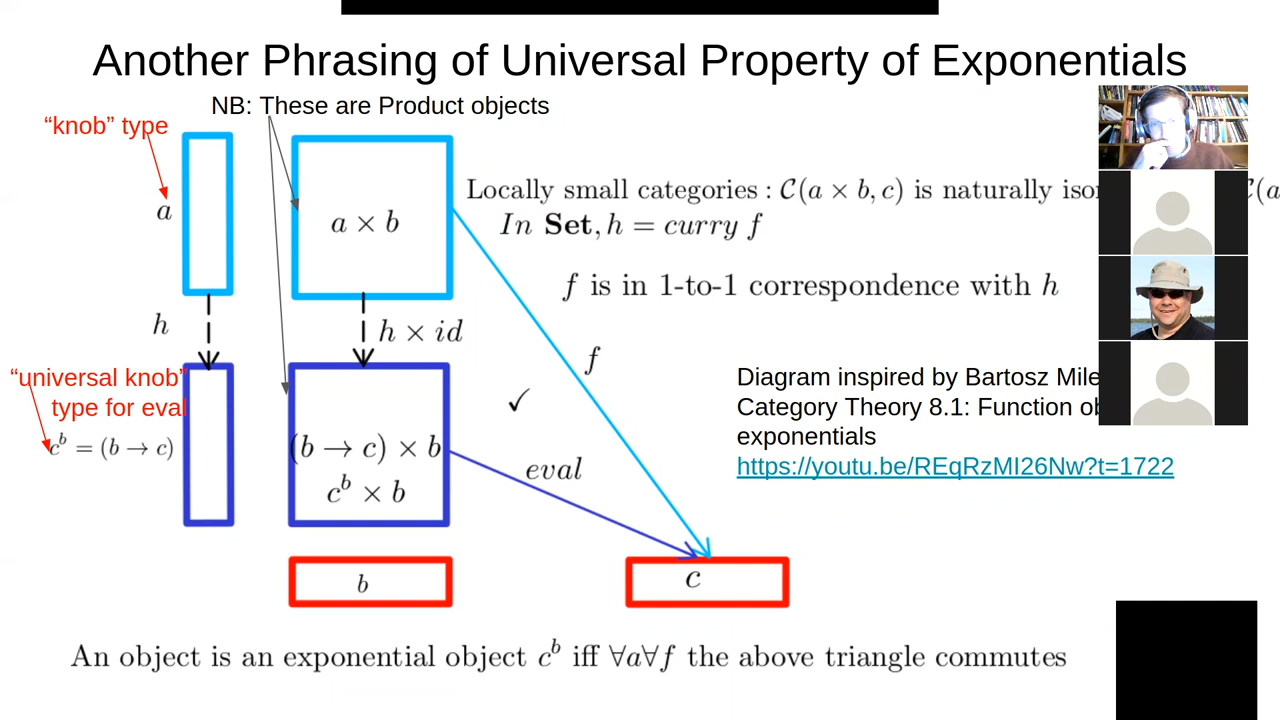 Another Phrasing of Universal Property of Exponentials
NB: These are Product objects
“knob” type
a
a × b
Locally small categories : 𝒞(a × b, c) is naturally
In Set, h = curry f
f is in 1-to-1 correspondence with h
h
h × id
f
“universal knob”
type for eval
c^b = (b → c)
✓
(b → c) × b
c^b × b
eval
Diagram inspired by Bartosz
Category Theory 8.1: Function
exponentials
https://youtu.be/REqRzMI26Nw?t=1722
b
c
An object is an exponential object c^b iff ∀a∀f the above triangle commutes